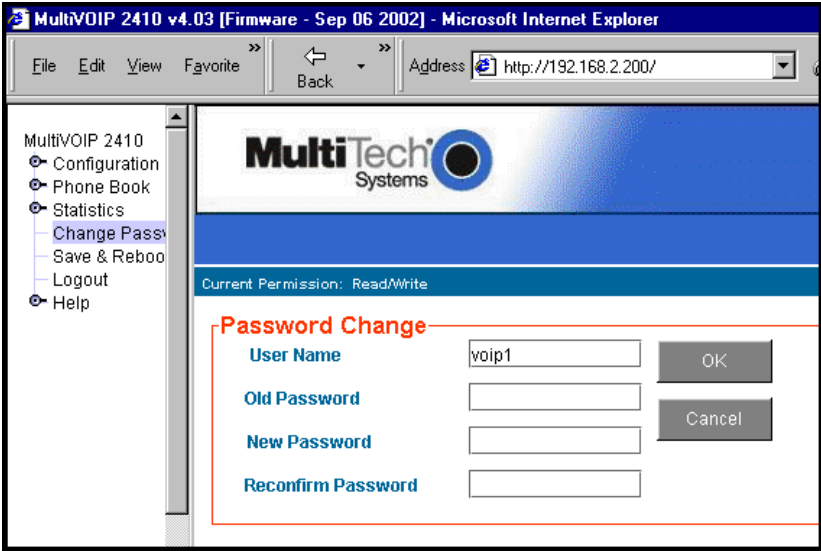 MultiVOIP 2410 v4.03 [Firmware - Sep 06 2002] - Microsoft Internet Explorer
File Edit View Favorite » Back » Address http://192.168.2.200/
MultiVOIP 2410
Configuration
Phone Book
Statistics
Change Passw
Save & Reboo
Logout
Help
MultiTech
Systems
Current Permission: Read/Write
Password Change
User Name voip1 OK
Old Password
Cancel
New Password
Reconfirm Password